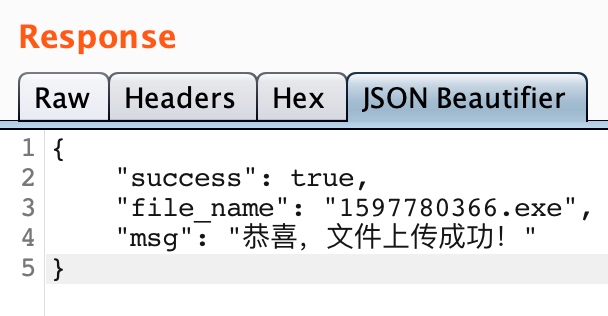 Response
Raw Headers Hex JSON Beautifier
1 {
2 "success": true,
3 "file_name": "1597780366.exe",
4 "msg": "恭喜，文件上传成功！"
5 }